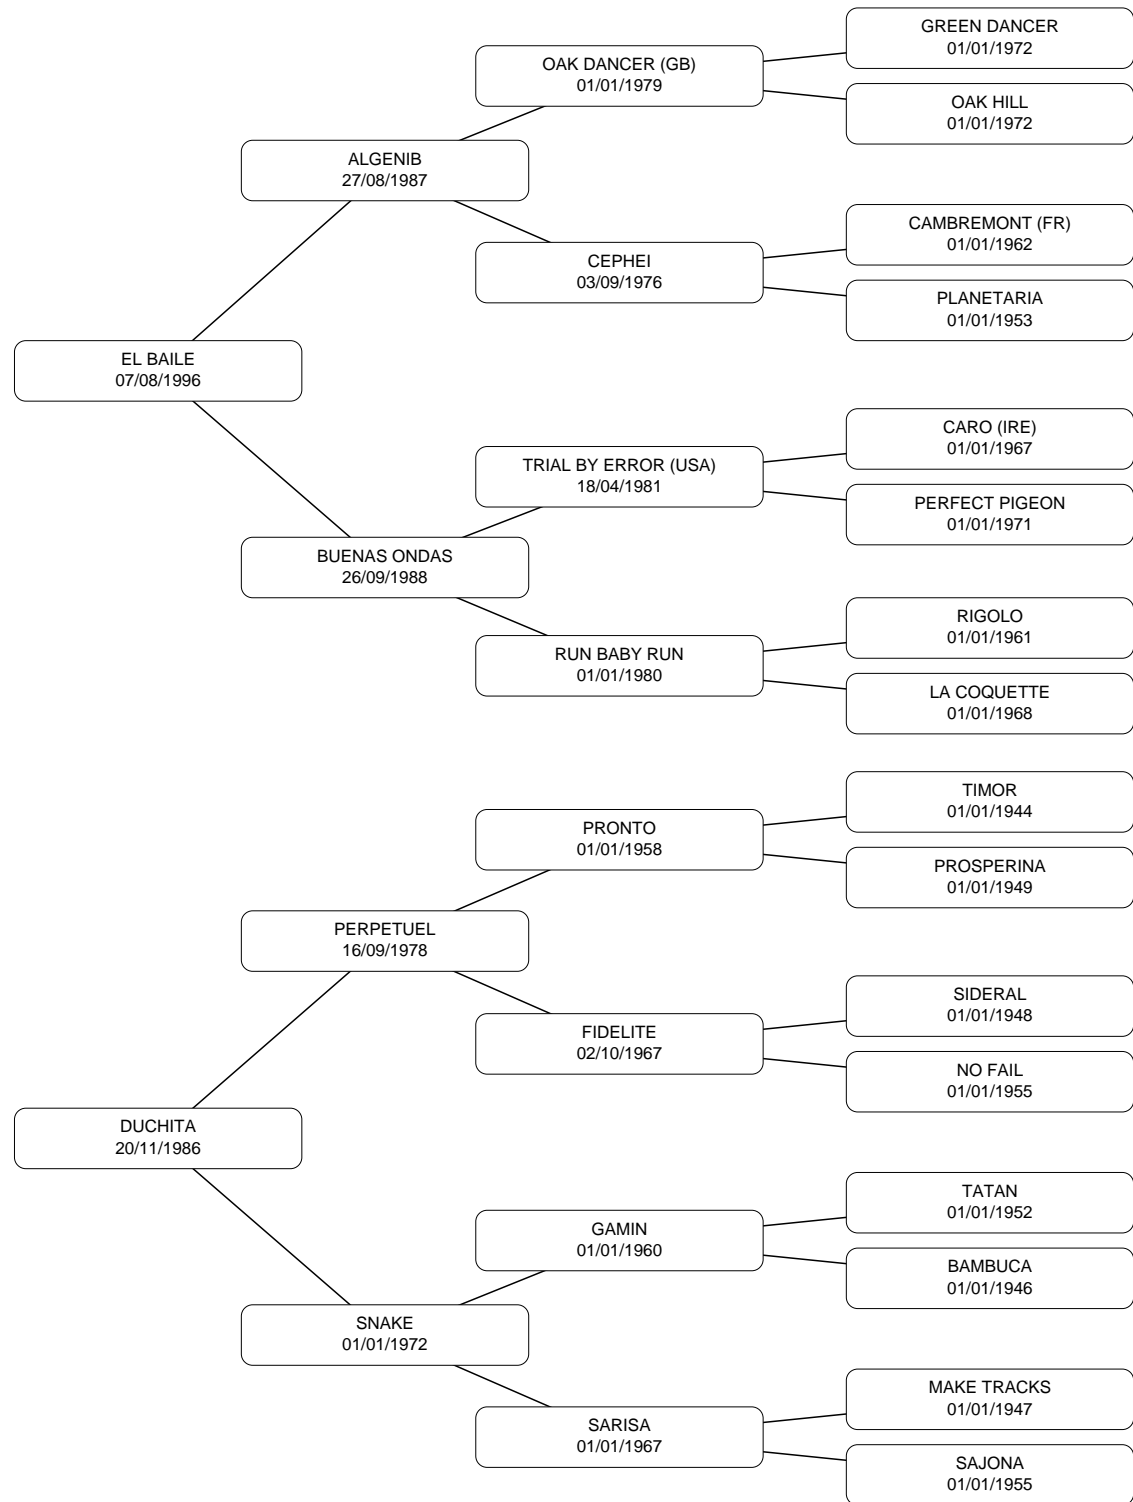 GREEN DANCER
01/01/1972
OAK DANCER (GB)
01/01/1979
OAK HILL
01/01/1972
ALGENIB
27/08/1987
CAMBREMONT (FR)
01/01/1962
CEPHEI
03/09/1976
PLANETARIA
01/01/1953
EL BAILE
07/08/1996
CARO (IRE)
01/01/1967
TRIAL BY ERROR (USA)
18/04/1981
PERFECT PIGEON
01/01/1971
BUENAS ONDAS
26/09/1988
RIGOLO
01/01/1961
RUN BABY RUN
01/01/1980
LA COQUETTE
01/01/1968
TIMOR
01/01/1944
PRONTO
01/01/1958
PROSPERINA
01/01/1949
PERPETUEL
16/09/1978
SIDERAL
01/01/1948
FIDELITE
02/10/1967
NO FAIL
01/01/1955
DUCHITA
20/11/1986
TATAN
01/01/1952
GAMIN
01/01/1960
BAMBUCA
01/01/1946
SNAKE
01/01/1972
MAKE TRACKS
01/01/1947
SARISA
01/01/1967
SAJONA
01/01/1955